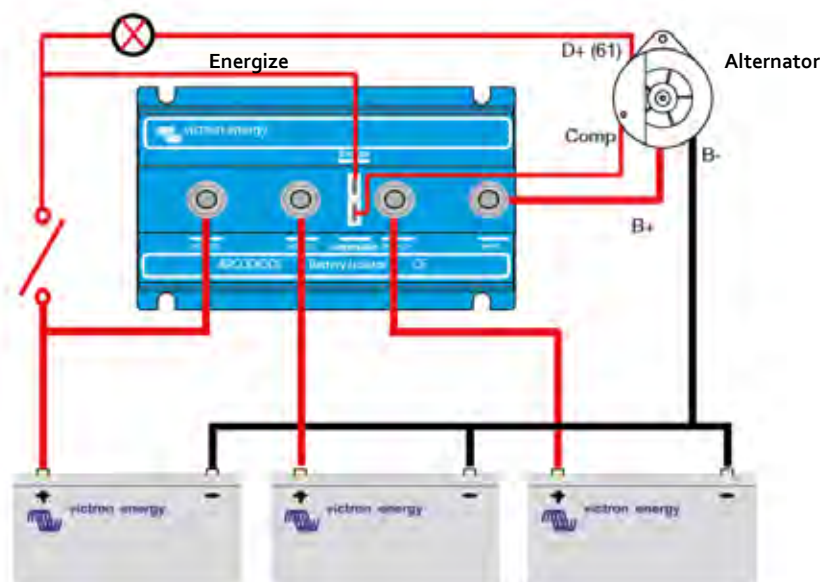 D+ (61)
Energize
Alternator
victron energy
Comp
B-
B+
ARGODIODE Battery Isolator CE
+ - + - + -
victron energy
victron energy
victron energy